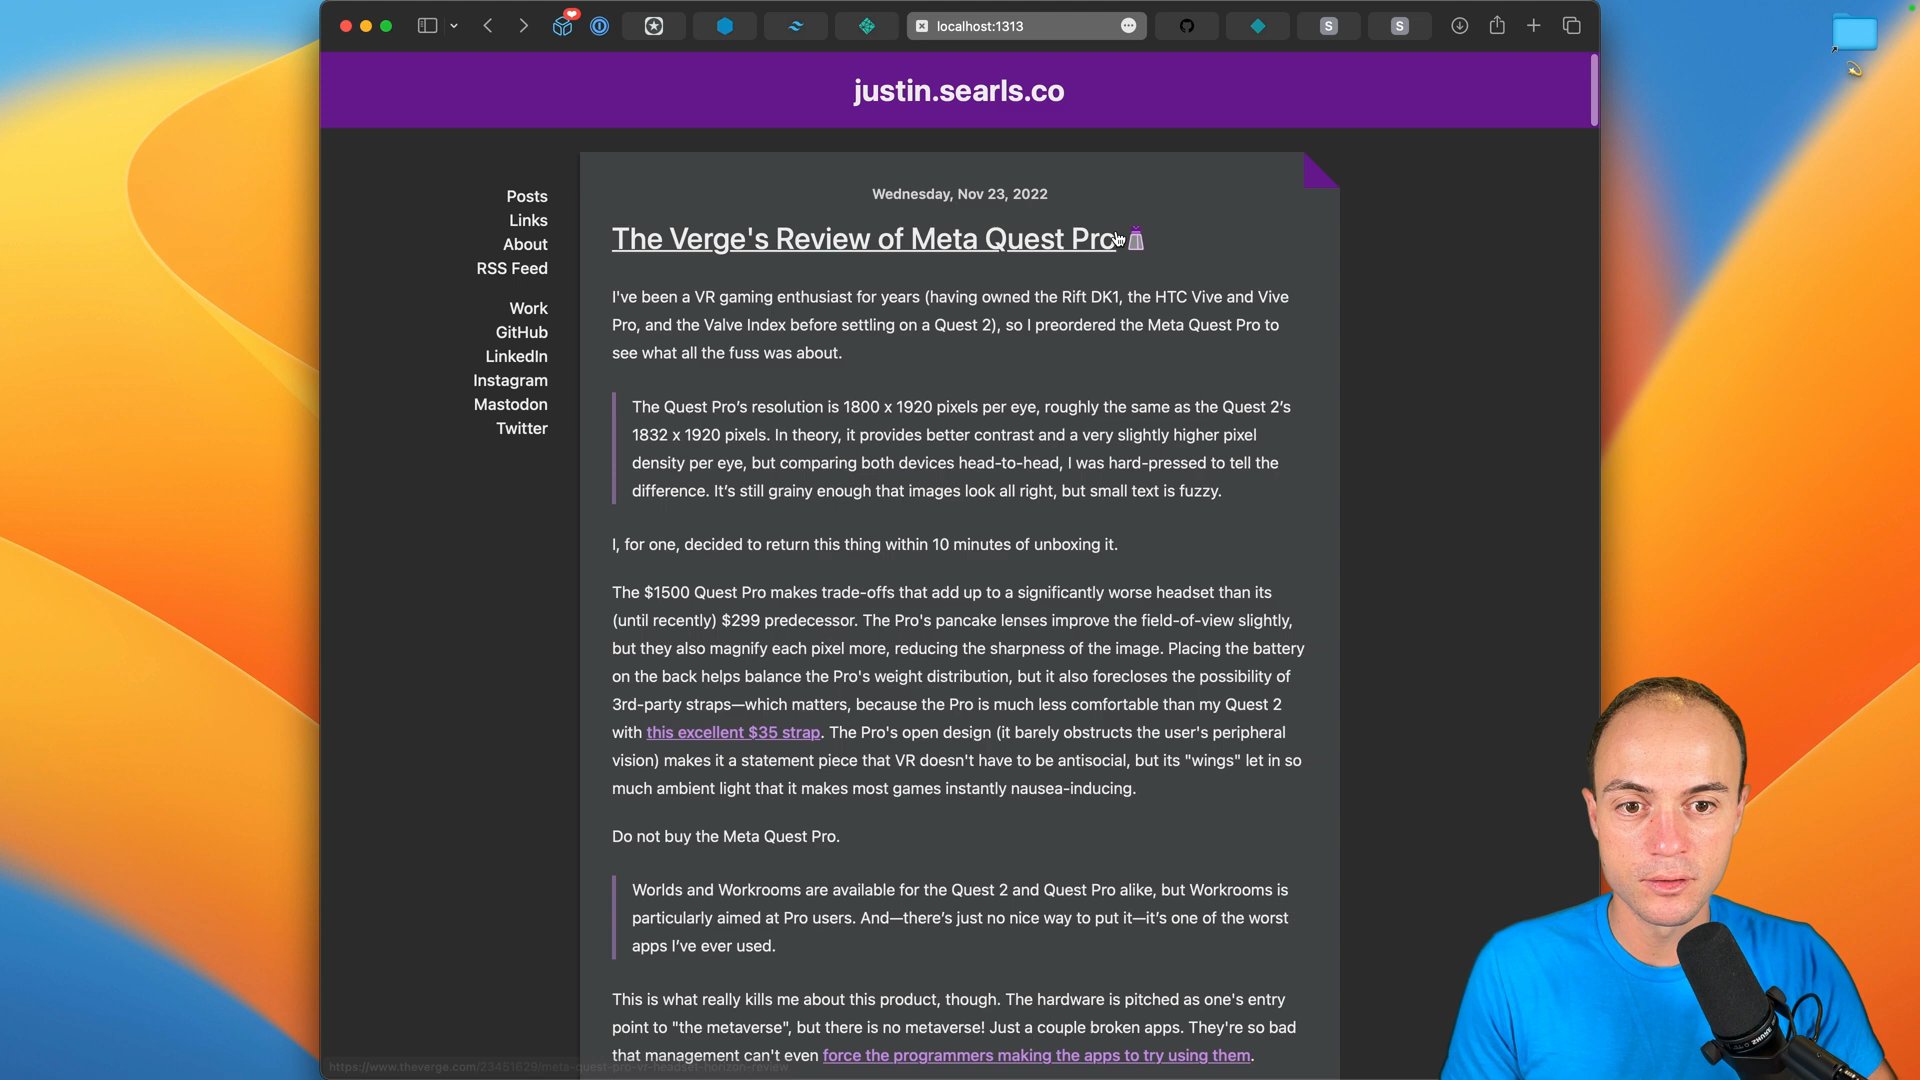 localhost:1313
S
S
justin.searls.co
Posts
Links
About
RSS Feed
Work
GitHub
LinkedIn
Instagram
Mastodon
Twitter
Wednesday, Nov 23, 2022
The Verge's Review of Meta Quest Pro
I've been a VR gaming enthusiast for years (having owned the Rift DK1, the HTC Vive and Vive
Pro, and the Valve Index before settling on a Quest 2), so I preordered the Meta Quest Pro to
see what all the fuss was about.
The Quest Pro’s resolution is 1800 x 1920 pixels per eye, roughly the same as the Quest 2’s
1832 x 1920 pixels. In theory, it provides better contrast and a very slightly higher pixel
density per eye, but comparing both devices head-to-head, I was hard-pressed to tell the
difference. It’s still grainy enough that images look all right, but small text is fuzzy.
I, for one, decided to return this thing within 10 minutes of unboxing it.
The $1500 Quest Pro makes trade-offs that add up to a significantly worse headset than its
(until recently) $299 predecessor. The Pro's pancake lenses improve the field-of-view slightly,
but they also magnify each pixel more, reducing the sharpness of the image. Placing the battery
on the back helps balance the Pro's weight distribution, but it also forecloses the possibility of
3rd-party straps—which matters, because the Pro is much less comfortable than my Quest 2
with this excellent $35 strap. The Pro's open design (it barely obstructs the user's peripheral
vision) makes it a statement piece that VR doesn't have to be antisocial, but its "wings" let in so
much ambient light that it makes most games instantly nausea-inducing.
Do not buy the Meta Quest Pro.
Worlds and Workrooms are available for the Quest 2 and Quest Pro alike, but Workrooms is
particularly aimed at Pro users. And—there’s just no nice way to put it—it’s one of the worst
apps I’ve ever used.
This is what really kills me about this product, though. The hardware is pitched as one's entry
point to "the metaverse", but there is no metaverse! Just a couple broken apps. They're so bad
that management can't even force the programmers making the apps to try using them.
https://www.theverge.com/23451629/meta-quest-pro-vr-headset-horizon-review